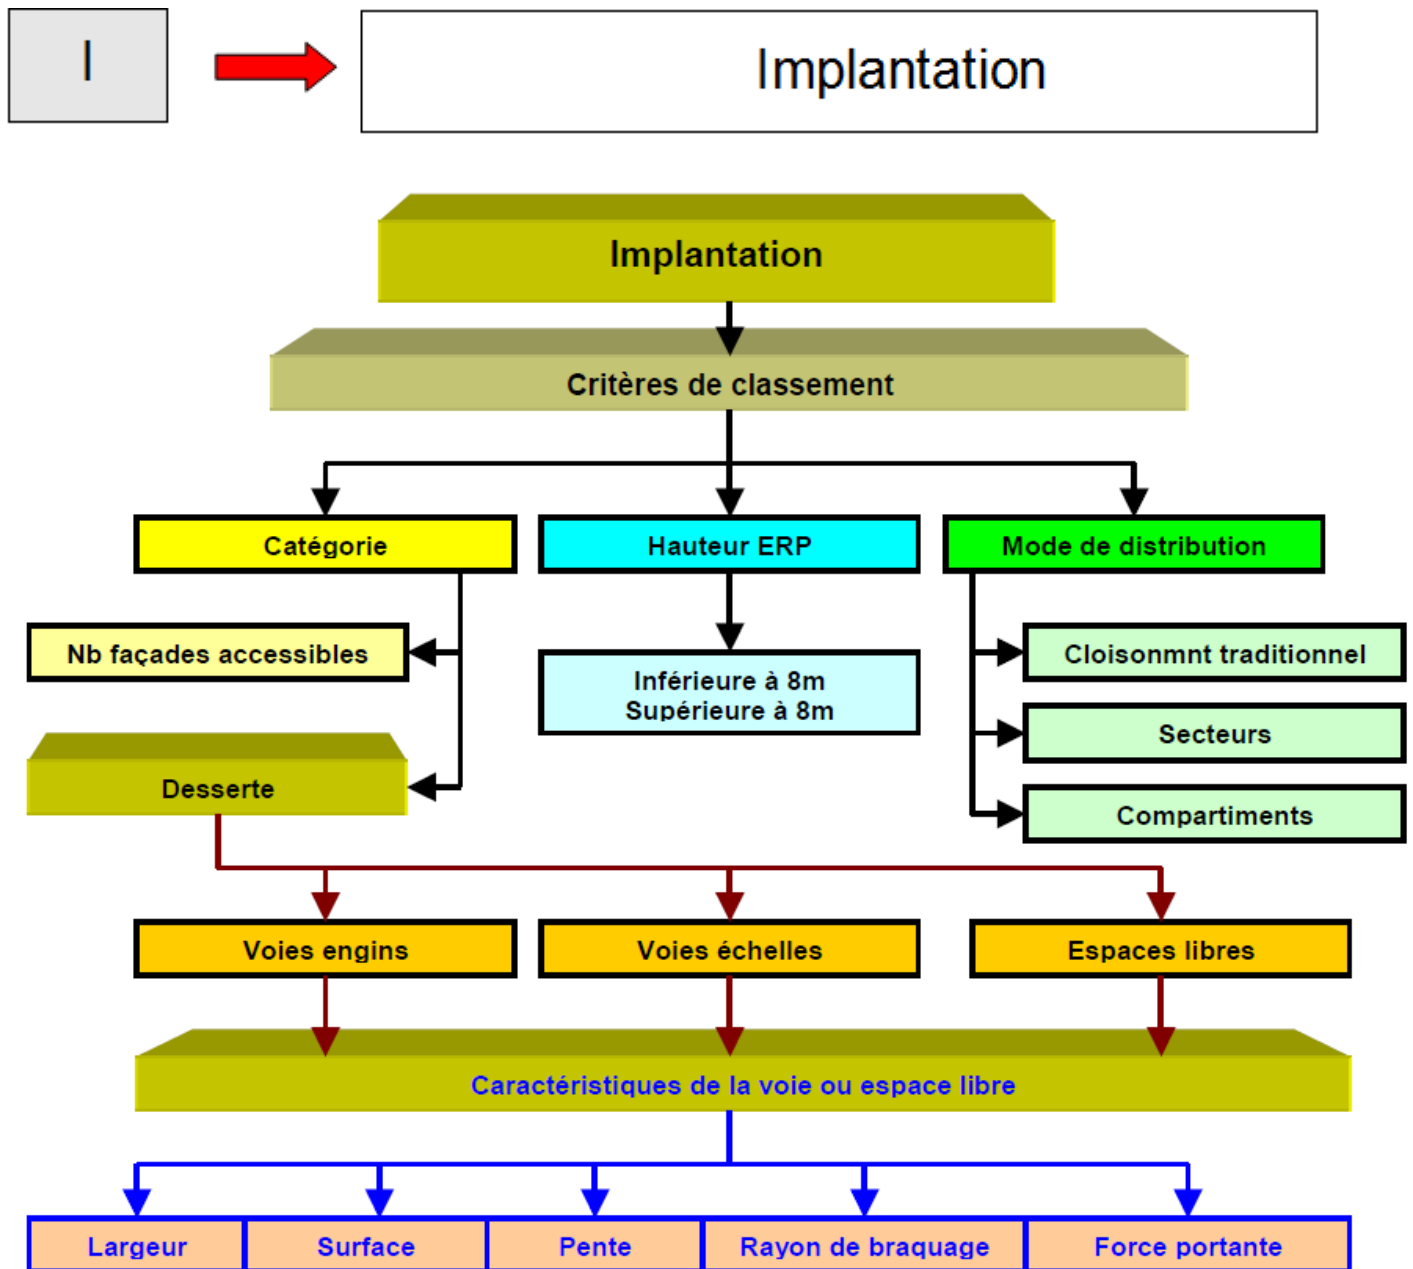 I
Implantation
Implantation
Critères de classement
Catégorie
Hauteur ERP
Mode de distribution
Nb façades accessibles
Inférieure à 8m
Supérieure à 8m
Cloisonmnt traditionnel
Secteurs
Desserte
Compartiments
Voies engins
Voies échelles
Espaces libres
Caractéristiques de la voie ou espace libre
Largeur
Surface
Pente
Rayon de braquage
Force portante